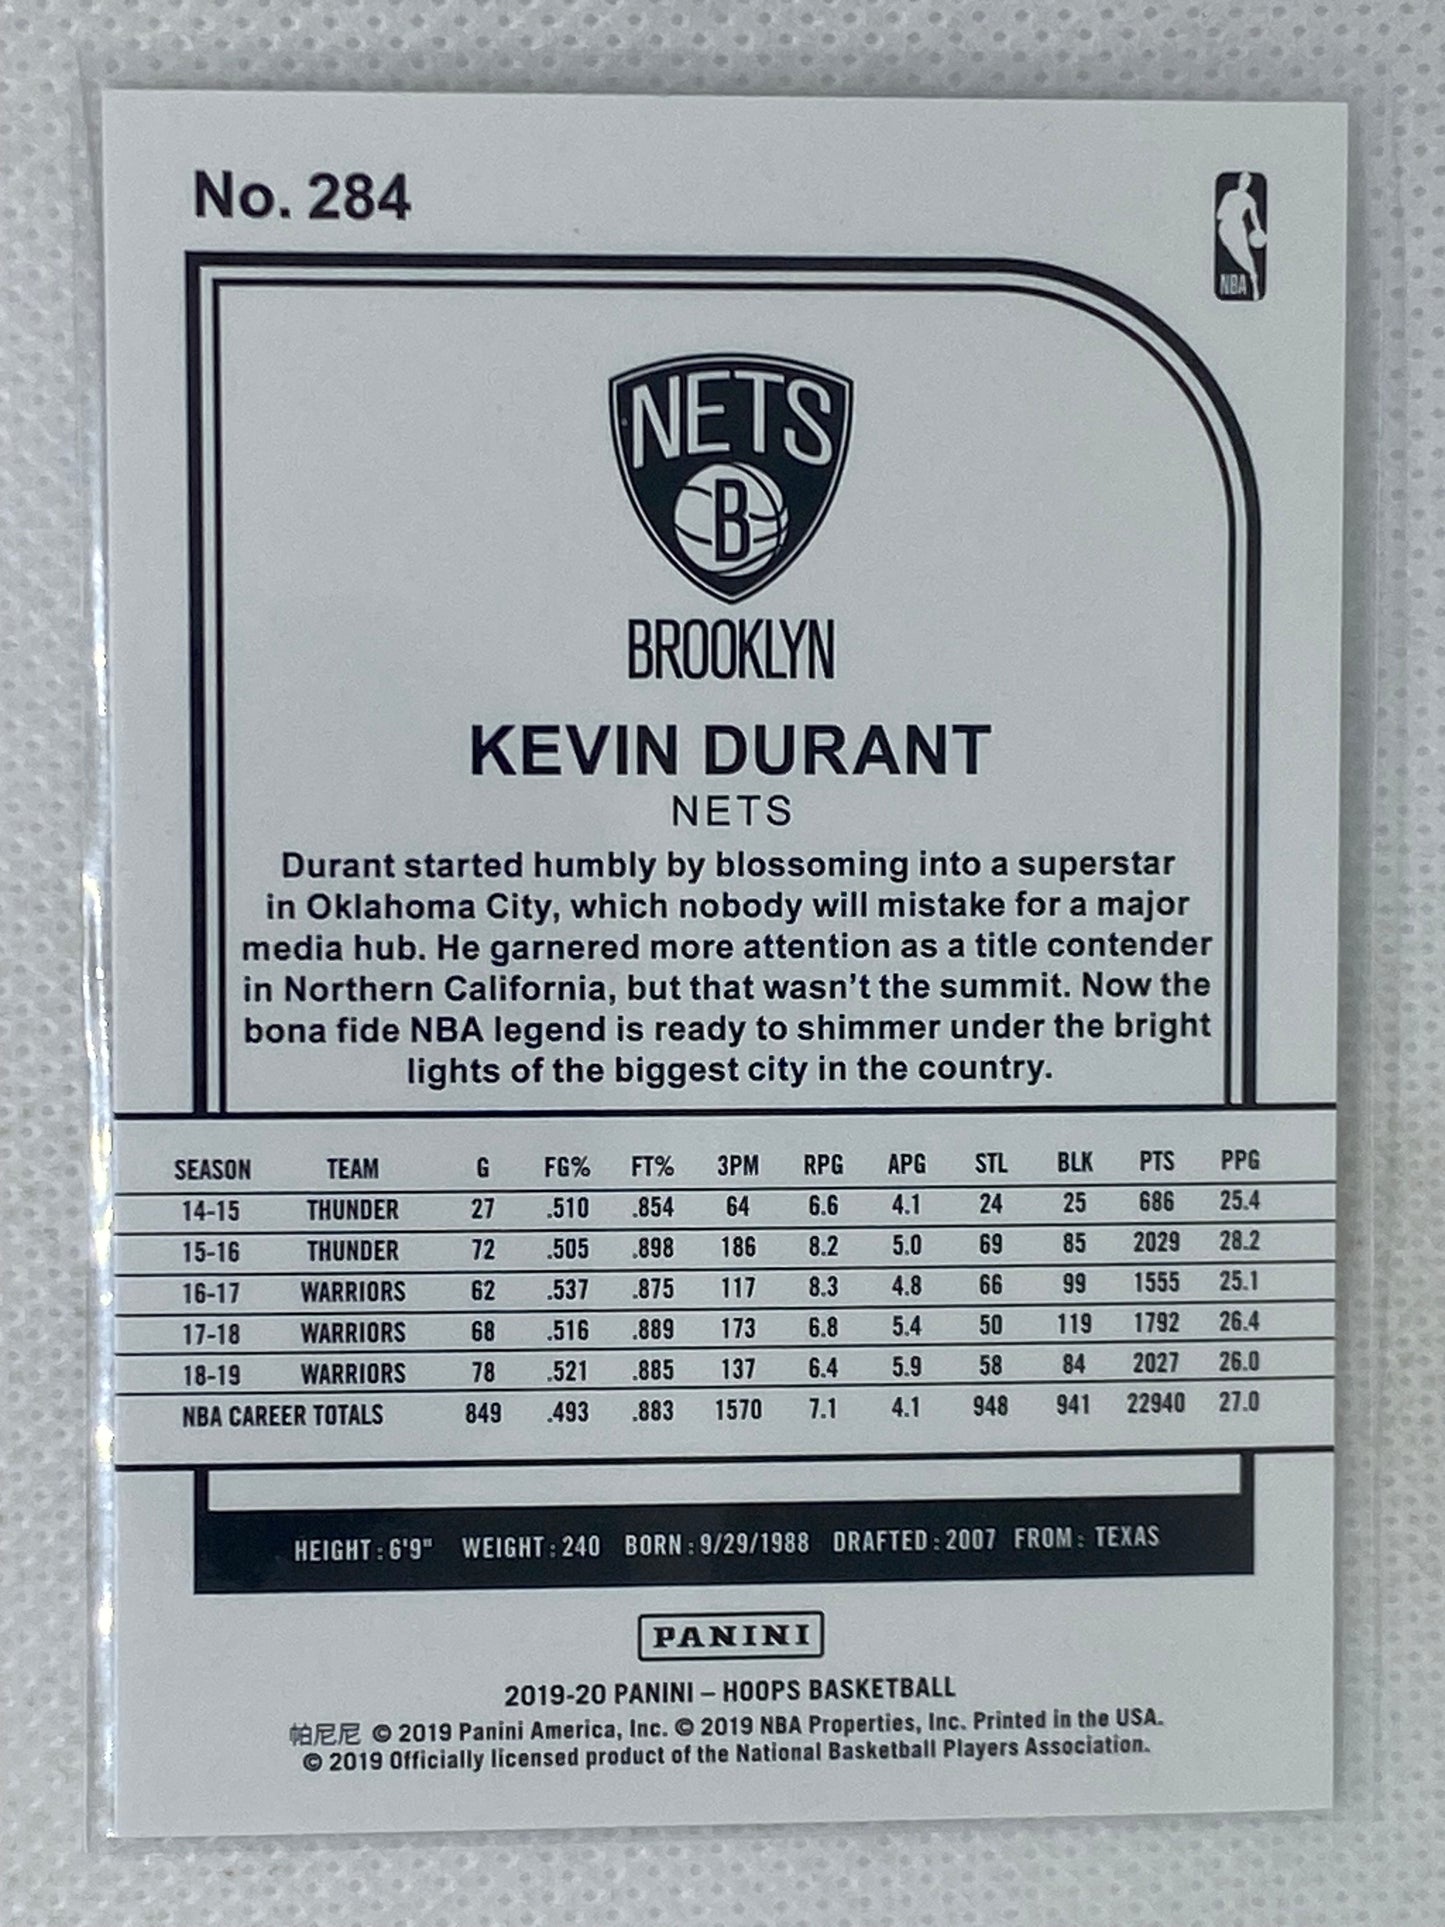 No. 284
NBA
NETS
B
BROOKLYN
KEVIN DURANT
NETS
Durant started humbly by blossoming into a superstar
in Oklahoma City, which nobody will mistake for a major
media hub. He garnered more attention as a title contender
in Northern California, but that wasn't the summit. Now the
bona fide NBA legend is ready to shimmer under the bright
lights of the biggest city in the country.
SEASON TEAM G FG% FT% 3PM RPG APG STL BLK PTS PPG
14-15 THUNDER 27 .510 .854 64 6.6 4.1 24 25 686 25.4
15-16 THUNDER 72 .505 .898 186 8.2 5.0 69 85 2029 28.2
16-17 WARRIORS 62 .537 .875 117 8.3 4.8 66 99 1555 25.1
17-18 WARRIORS 68 .516 .889 173 6.8 5.4 50 119 1792 26.4
18-19 WARRIORS 78 .521 .885 137 6.4 5.9 58 84 2027 26.0
NBA CAREER TOTALS 849 .493 .883 1570 7.1 4.1 948 941 22940 27.0
HEIGHT: 6'9" WEIGHT: 240 BORN: 9/29/1988 DRAFTED: 2007 FROM: TEXAS
PANINI
2019-20 PANINI – HOOPS BASKETBALL
帕尼尼 © 2019 Panini America, Inc. © 2019 NBA Properties, Inc. Printed in the USA.
© 2019 Officially licensed product of the National Basketball Players Association.